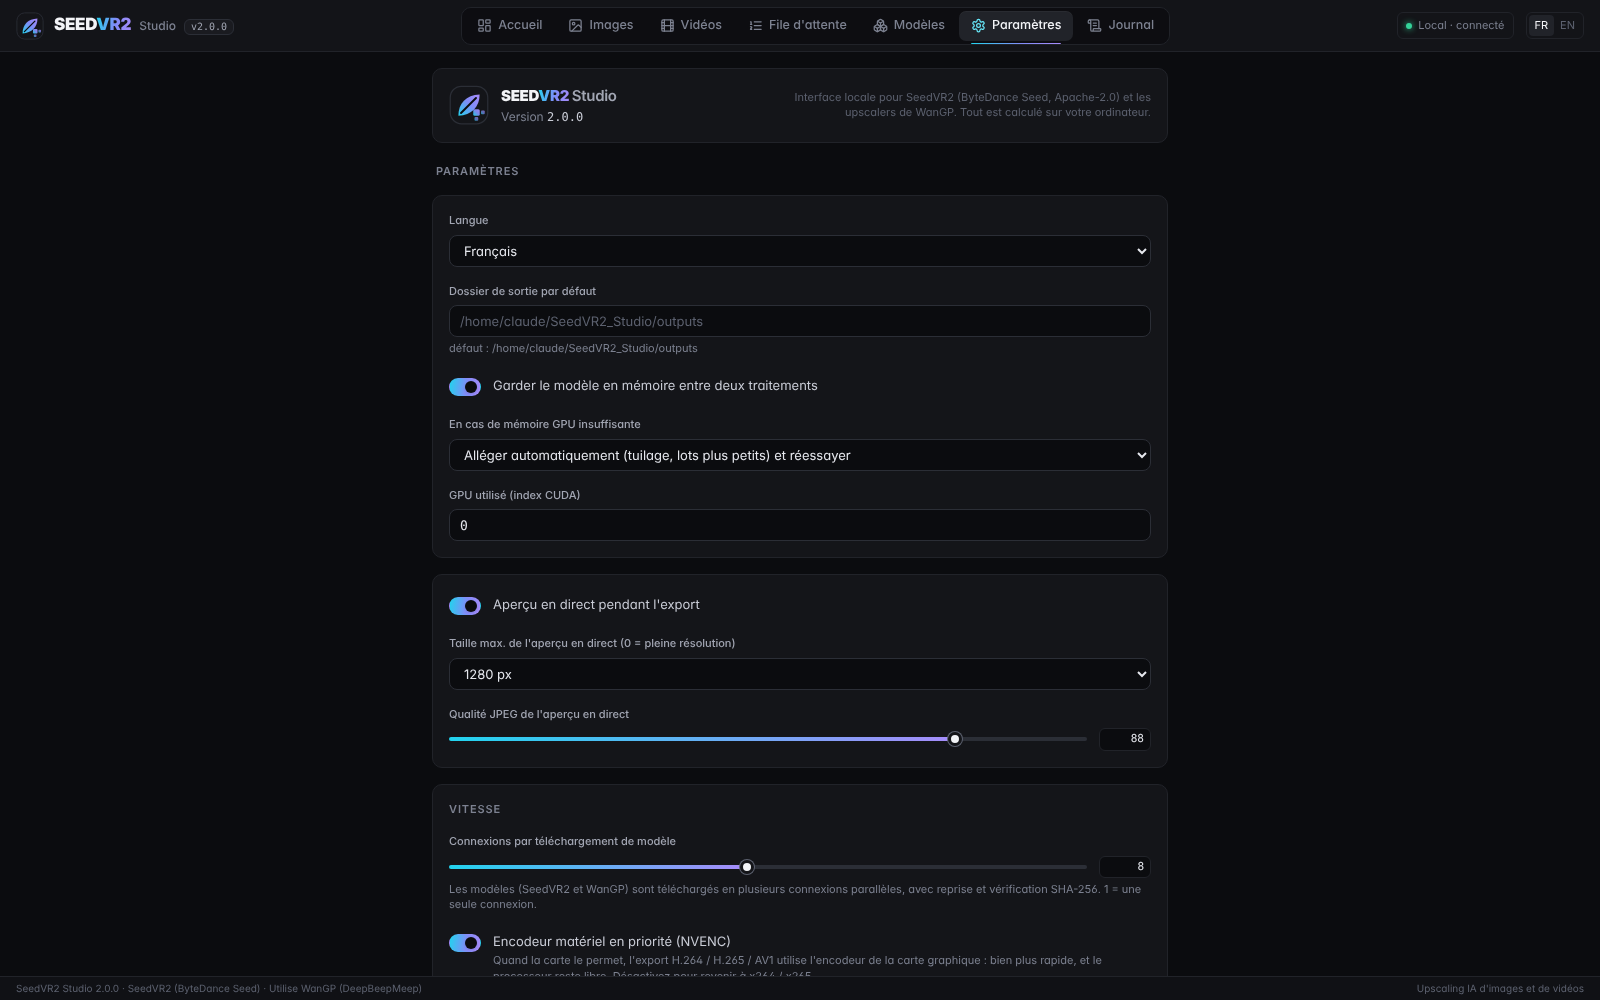 SEEDVR2 Studio v2.0.0
Accueil
Images
Vidéos
File d'attente
Modèles
Paramètres
Journal
Local · connecté
FR EN
SEEDVR2 Studio
Version 2.0.0
Interface locale pour SeedVR2 (ByteDance Seed, Apache-2.0) et les
upscalers de WanGP. Tout est calculé sur votre ordinateur.
PARAMÈTRES
Langue
Français
Dossier de sortie par défaut
/home/claude/SeedVR2_Studio/outputs
défaut : /home/claude/SeedVR2_Studio/outputs
Garder le modèle en mémoire entre deux traitements
En cas de mémoire GPU insuffisante
Alléger automatiquement (tuilage, lots plus petits) et réessayer
GPU utilisé (index CUDA)
0
Aperçu en direct pendant l'export
Taille max. de l'aperçu en direct (0 = pleine résolution)
1280 px
Qualité JPEG de l'aperçu en direct
88
VITESSE
Connexions par téléchargement de modèle
8
Les modèles (SeedVR2 et WanGP) sont téléchargés en plusieurs connexions parallèles, avec reprise et vérification SHA-256. 1 = une
seule connexion.
Encodeur matériel en priorité (NVENC)
Quand la carte le permet, l'export H.264 / H.265 / AV1 utilise l'encodeur de la carte graphique : bien plus rapide, et le
processeur reste libre. Désactivez pour revenir à x264 / x265.
SeedVR2 Studio 2.0.0 · SeedVR2 (ByteDance Seed) · Utilise WanGP (DeepBeepMeep)
Upscaling IA d'images et de vidéos